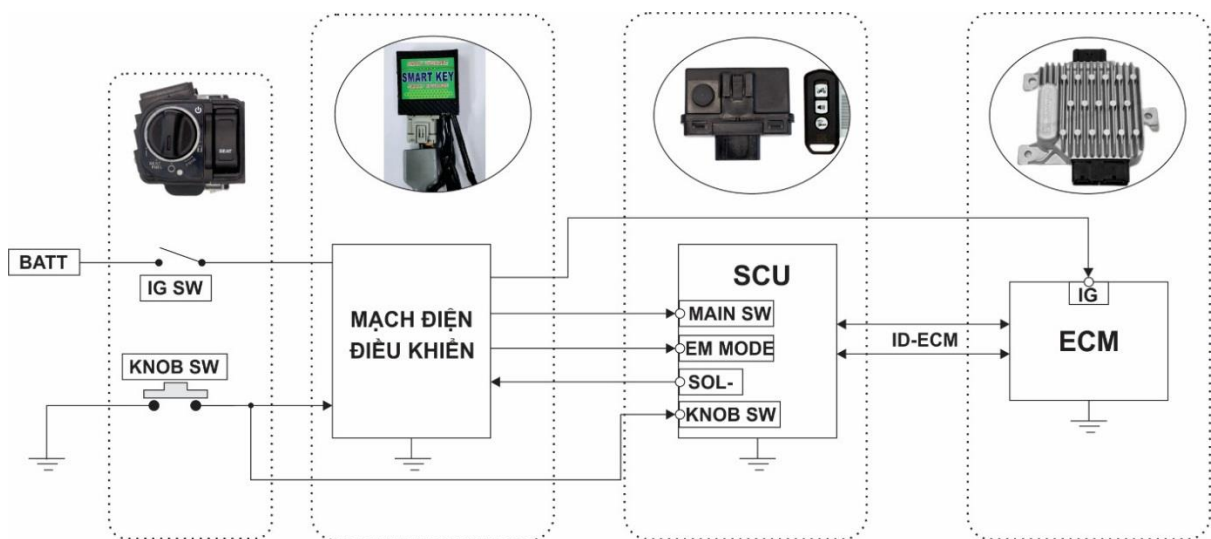 SMART KEY
SEAT
BATT
IG SW
KNOB SW
MẠCH ĐIỆN
ĐIỀU KHIỂN
SCU
MAIN SW
EM MODE
SOL-
KNOB SW
ID-ECM
IG
ECM